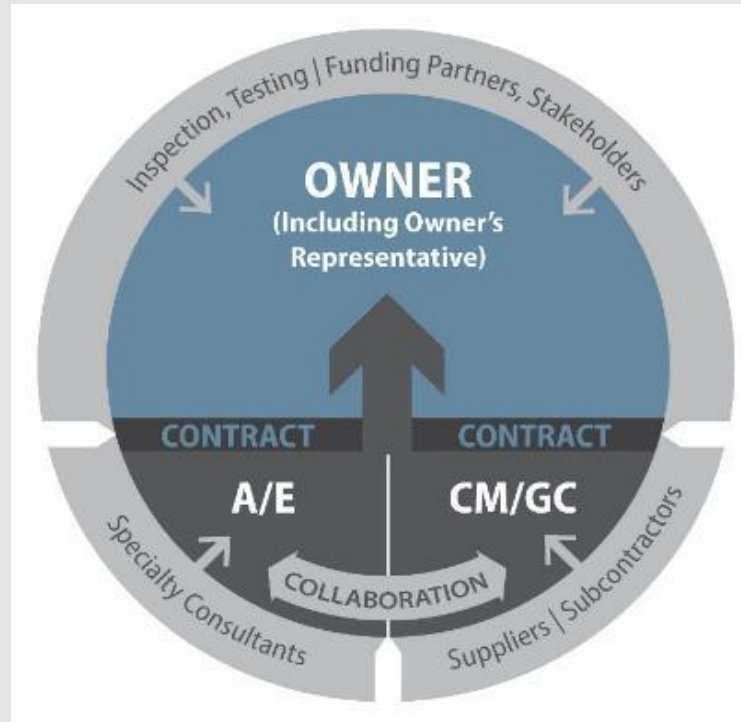 Inspection, Testing | Funding Partners, Stakeholders
OWNER
(Including Owner's
Representative)
CONTRACT
CONTRACT
A/E
CM/GC
COLLABORATION
Specialty Consultants
Suppliers | Subcontractors